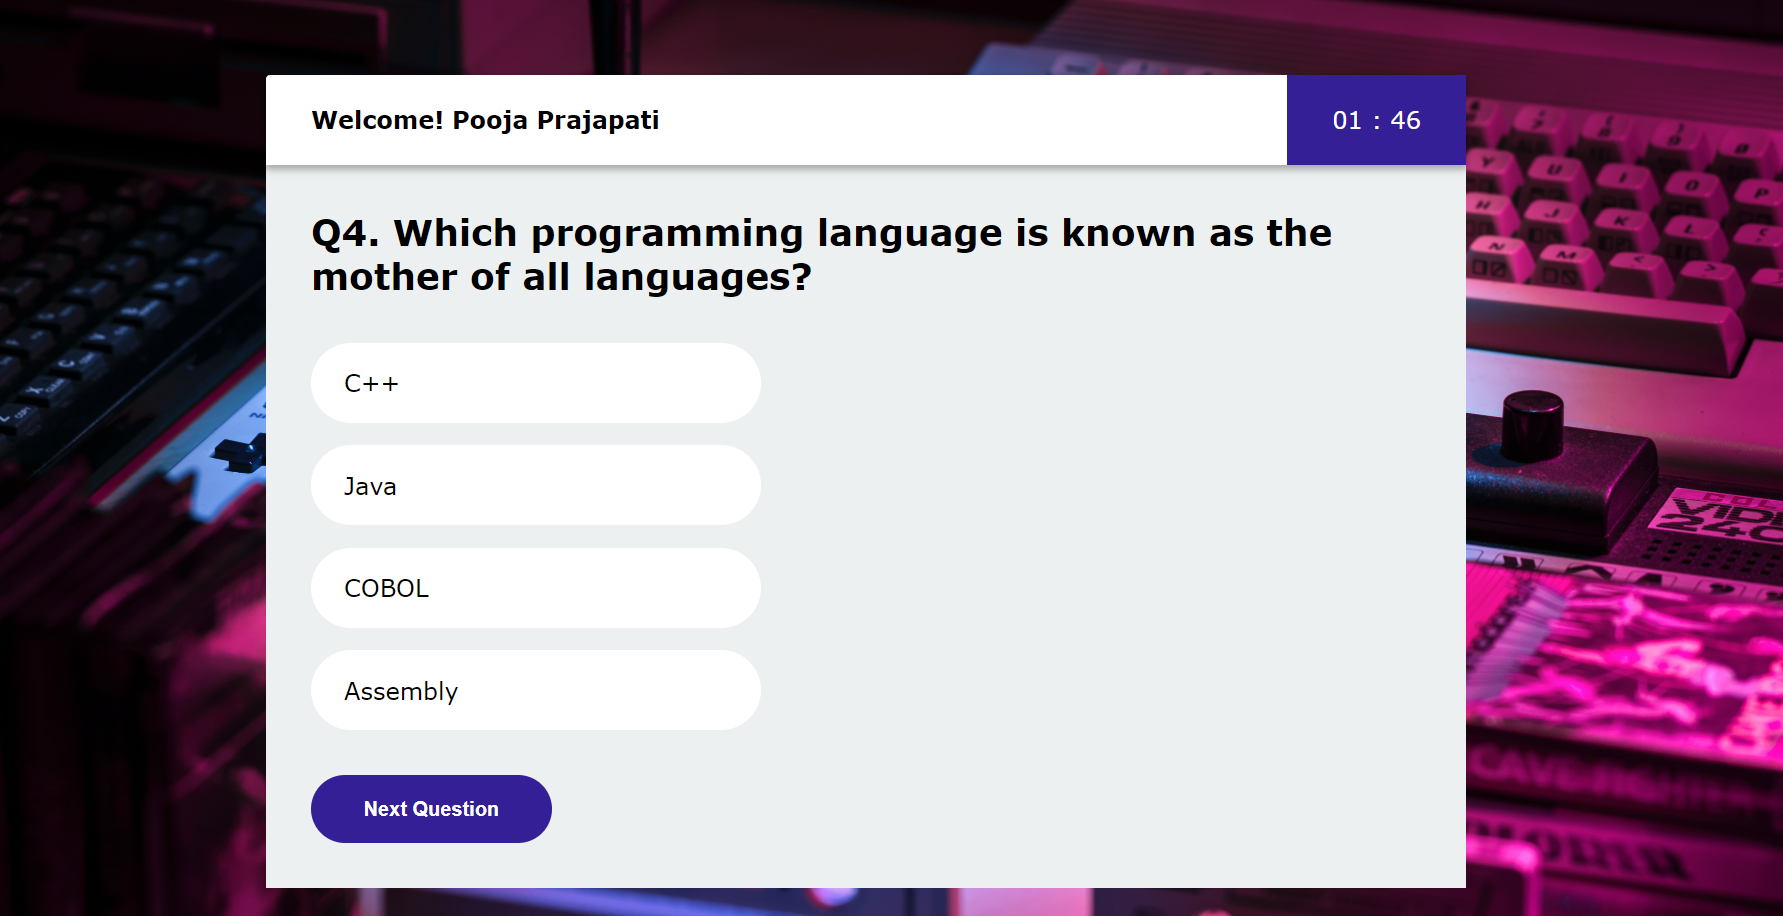 Welcome! Pooja Prajapati
01 : 46
Q4. Which programming language is known as the
mother of all languages?
C++
Java
COBOL
Assembly
Next Question